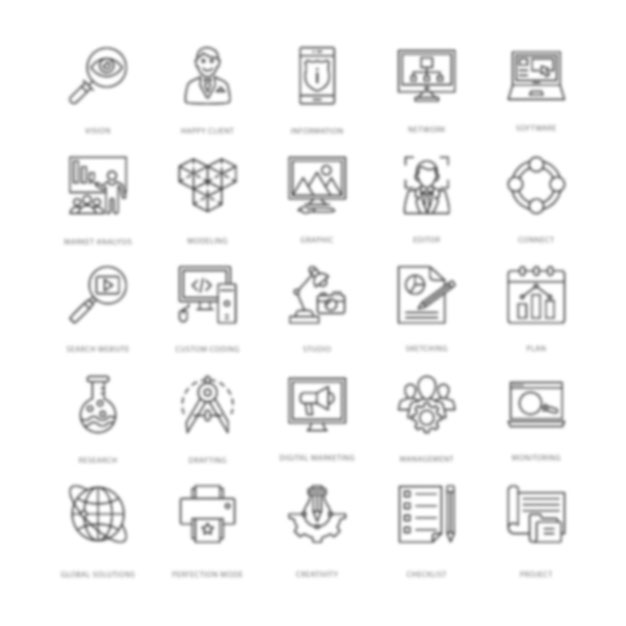 VISION HAPPY CLIENT INFORMATION NETWORK SOFTWARE
MARKET ANALYSIS MODELING GRAPHIC EDITOR CONNECT
SEARCH WEBSITE CUSTOM CODING STUDIO SKETCHING PLAN
RESEARCH DRAFTING DIGITAL MARKETING MANAGEMENT MONITORING
GLOBAL SOLUTIONS PERFECTION MODE CREATIVITY CHECKLIST PROJECT